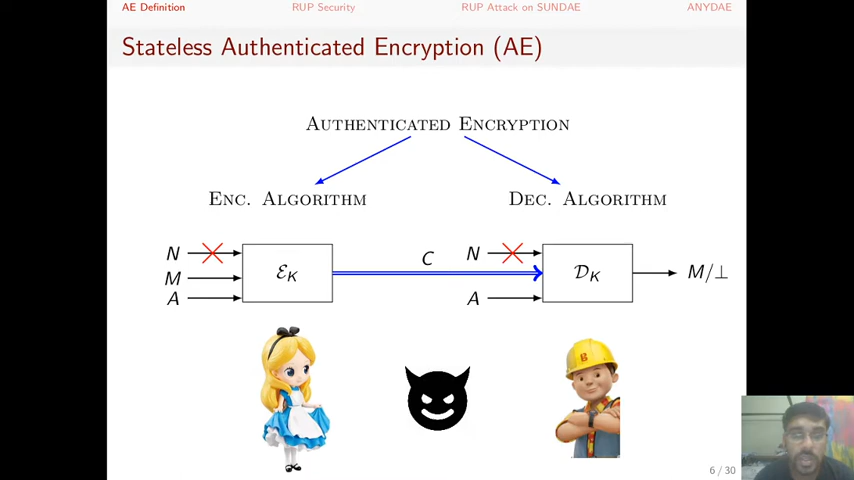 AE Definition RUP Security RUP Attack on SUNDAE ANYDAE
Stateless Authenticated Encryption (AE)
AUTHENTICATED ENCRYPTION
ENC. ALGORITHM DEC. ALGORITHM
N C N
M ℰK 𝒟K M/⊥
A A
B
6 / 30